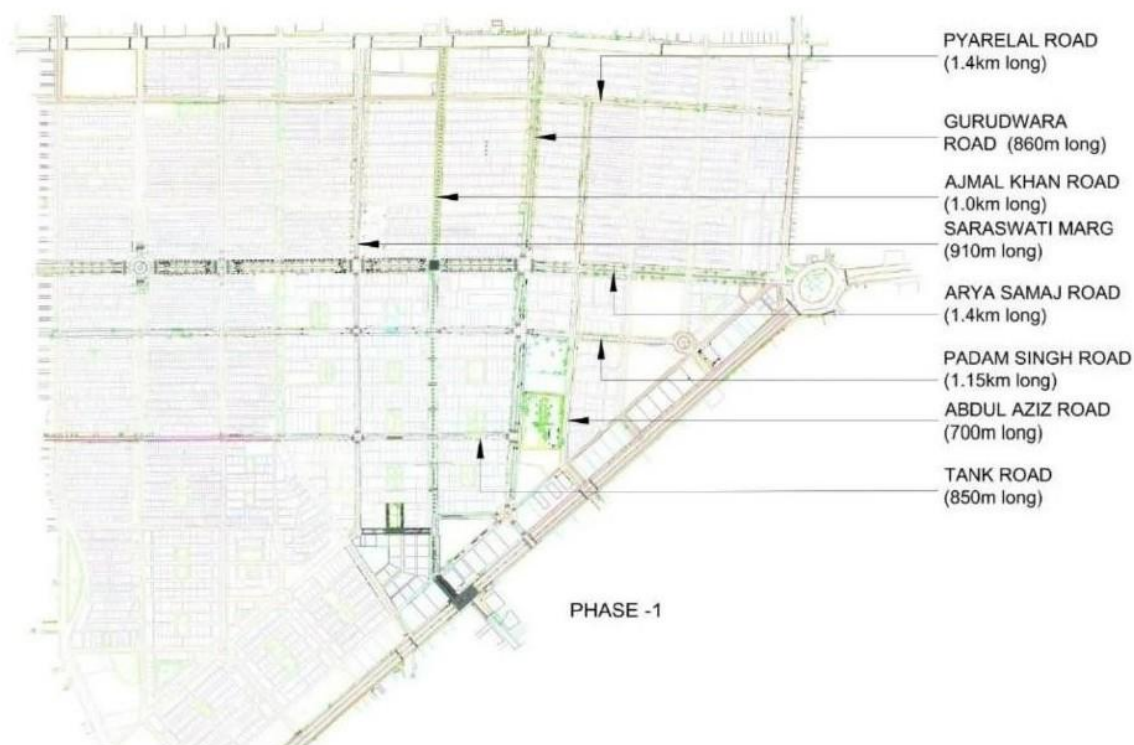 PYARELAL ROAD
(1.4km long)
GURUDWARA
ROAD (860m long)
AJMAL KHAN ROAD
(1.0km long)
SARASWATI MARG
(910m long)
ARYA SAMAJ ROAD
(1.4km long)
PADAM SINGH ROAD
(1.15km long)
ABDUL AZIZ ROAD
(700m long)
TANK ROAD
(850m long)
PHASE -1